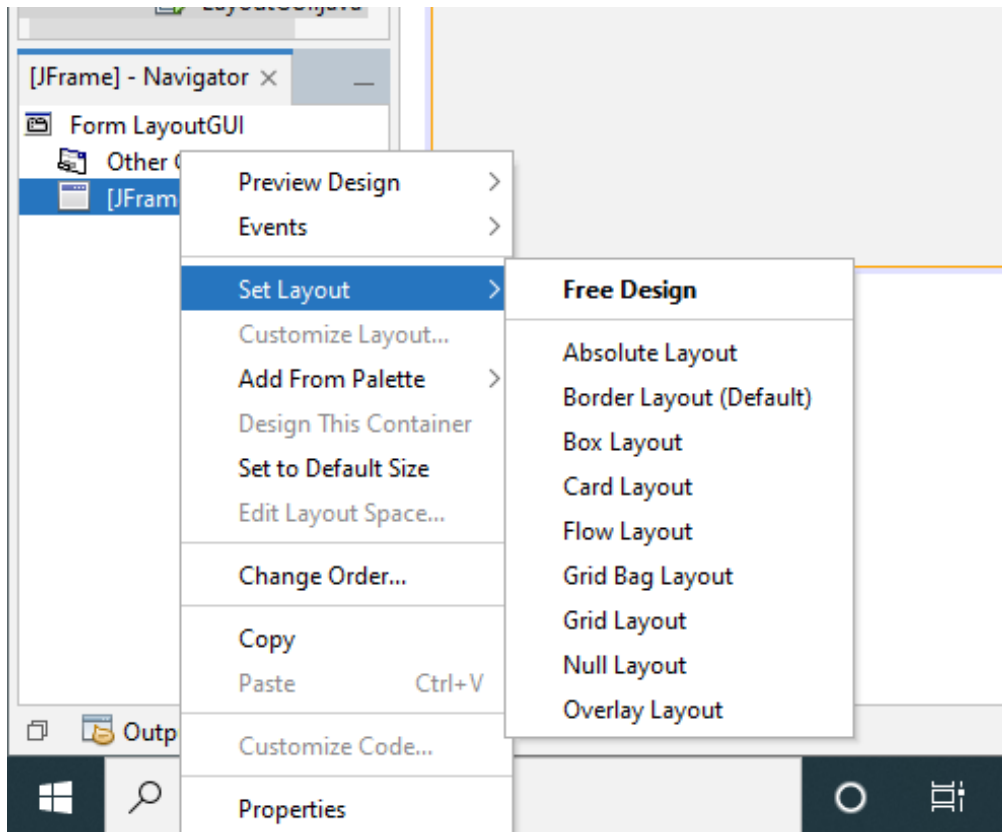 [JFrame] - Navigator
Form LayoutGUI
Other
[JFram
Preview Design
Events
Set Layout
Customize Layout...
Add From Palette
Design This Container
Set to Default Size
Edit Layout Space...
Change Order...
Copy
Paste Ctrl+V
Customize Code...
Properties
Free Design
Absolute Layout
Border Layout (Default)
Box Layout
Card Layout
Flow Layout
Grid Bag Layout
Grid Layout
Null Layout
Overlay Layout
Outp